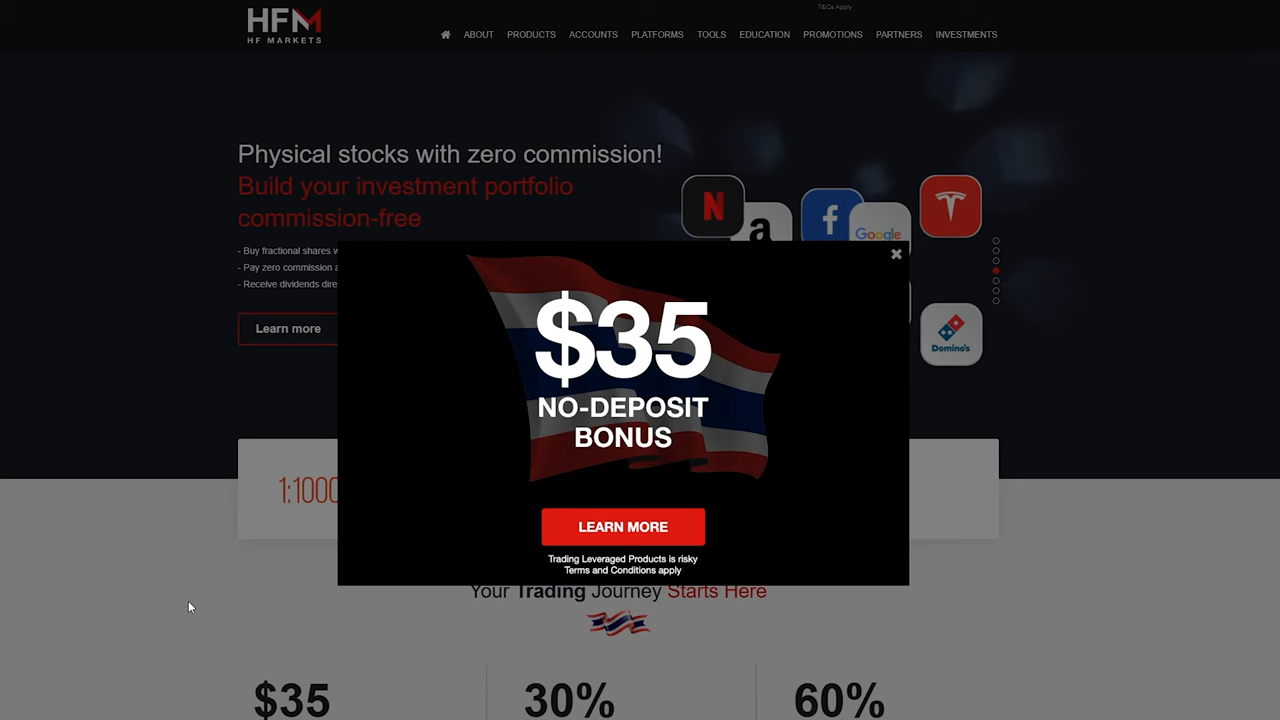 T&Cs Apply
HFM
HF MARKETS
ABOUT PRODUCTS ACCOUNTS PLATFORMS TOOLS EDUCATION PROMOTIONS PARTNERS INVESTMENTS
Physical stocks with zero commission!
Build your investment portfolio
commission-free
- Buy fractional shares
- Pay zero commission
- Receive dividends
Learn more
N
a
f
Google
T
Domino's
$35
NO-DEPOSIT
BONUS
LEARN MORE
Trading Leveraged Products is risky
Terms and Conditions apply
1:1000
Your Trading Journey Starts Here
$35 30% 60%